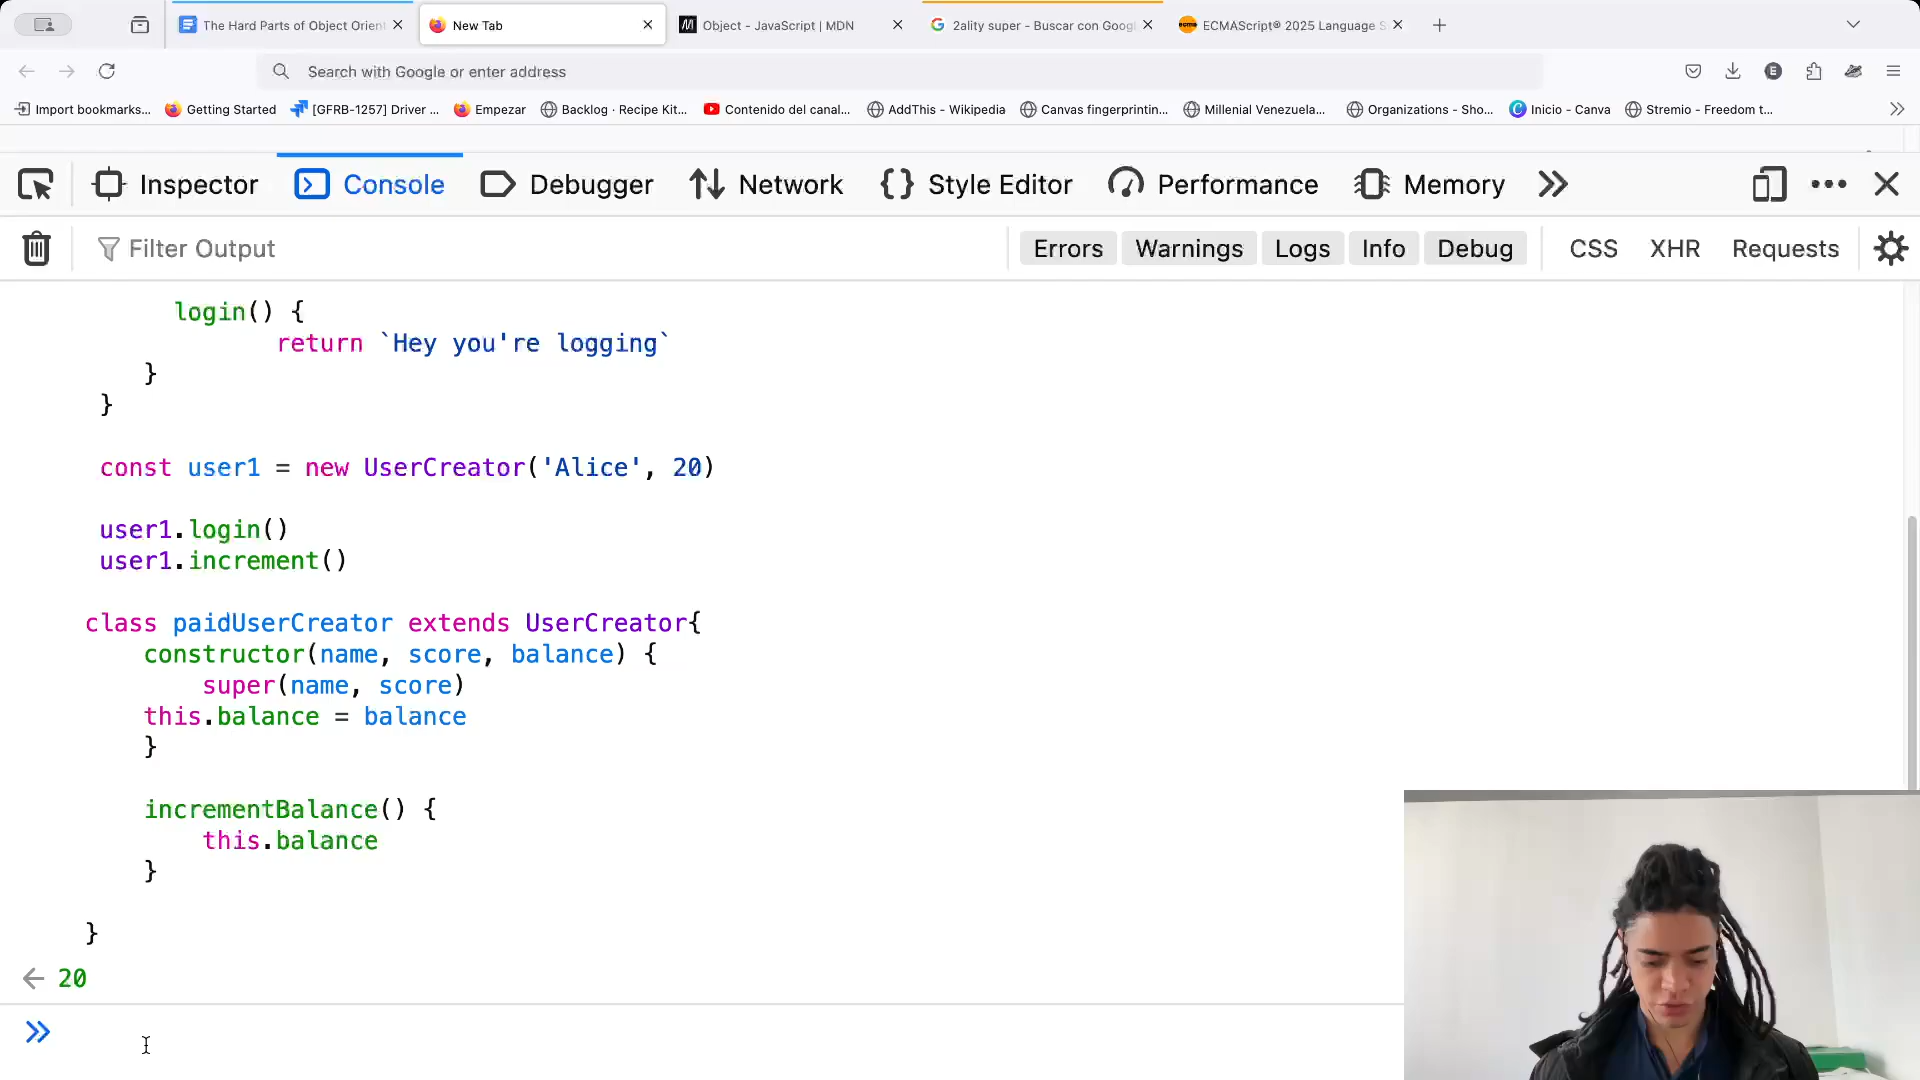 The Hard Parts of Object Orien
New Tab
Object - JavaScript | MDN
2ality super - Buscar con Googl
ECMAScript® 2025 Language S
Search with Google or enter address
Import bookmarks...
Getting Started
[GFRB-1257] Driver ...
Empezar
Backlog · Recipe Kit...
Contenido del canal...
AddThis - Wikipedia
Canvas fingerprintin...
Millenial Venezuela...
Organizations - Sho...
Inicio - Canva
Stremio - Freedom t...
Inspector
Console
Debugger
Network
Style Editor
Performance
Memory
Filter Output
Errors
Warnings
Logs
Info
Debug
CSS
XHR
Requests
login() {
return `Hey you're logging`
}
}
const user1 = new UserCreator('Alice', 20)
user1.login()
user1.increment()
class paidUserCreator extends UserCreator{
constructor(name, score, balance) {
super(name, score)
this.balance = balance
}
incrementBalance() {
this.balance
}
}
20